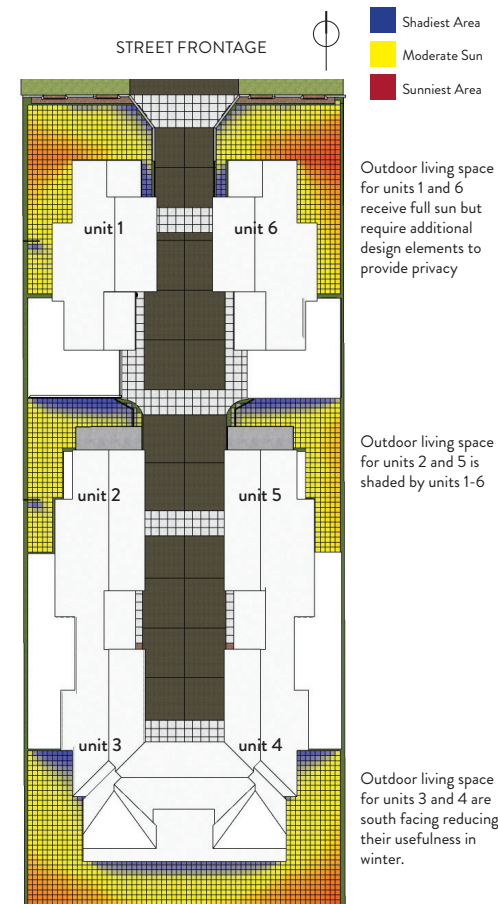 Shadiest Area
STREET FRONTAGE
Moderate Sun
Sunniest Area
Outdoor living space
for units 1 and 6
receive full sun but
require additional
design elements to
provide privacy
unit 1
unit 6
Outdoor living space
for units 2 and 5 is
shaded by units 1-6
unit 2
unit 5
unit 3
unit 4
Outdoor living space
for units 3 and 4 are
south facing reducing
their usefulness in
winter.